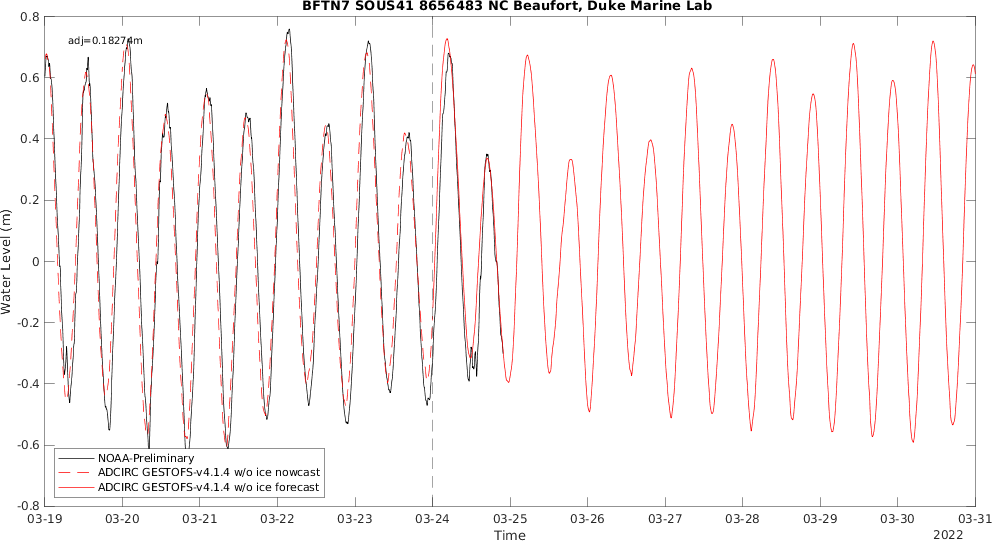 BFTN7 SOUS41 8656483 NC Beaufort, Duke Marine Lab
adj=0.18274m
0.8
0.6
0.4
0.2
0
-0.2
-0.4
-0.6
-0.8
Water Level (m)
NOAA-Preliminary
ADCIRC GESTOFS-v4.1.4 w/o ice nowcast
ADCIRC GESTOFS-v4.1.4 w/o ice forecast
03-19 03-20 03-21 03-22 03-23 03-24 03-25 03-26 03-27 03-28 03-29 03-30 03-31
Time
2022